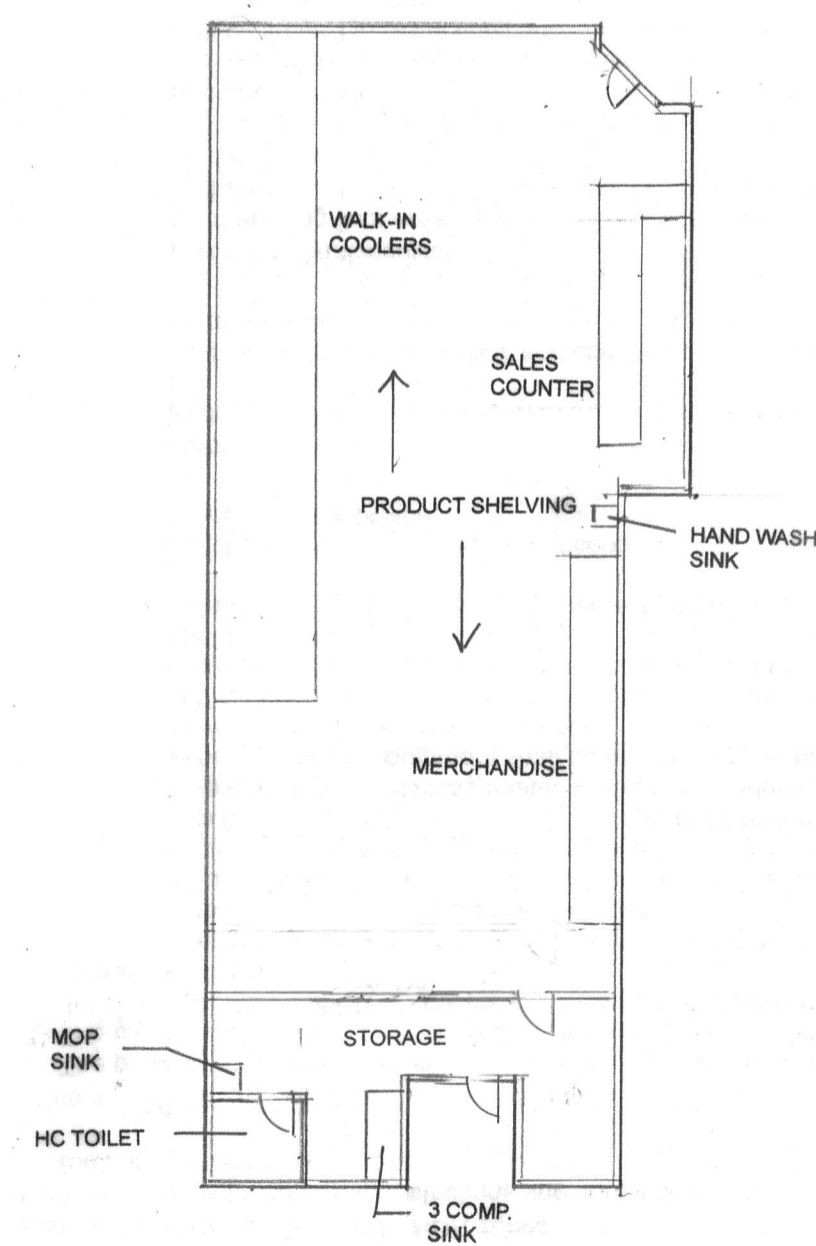 WALK-IN
COOLERS
SALES
COUNTER
PRODUCT SHELVING
HAND WASH
SINK
MERCHANDISE
STORAGE
MOP
SINK
HC TOILET
3 COMP.
SINK